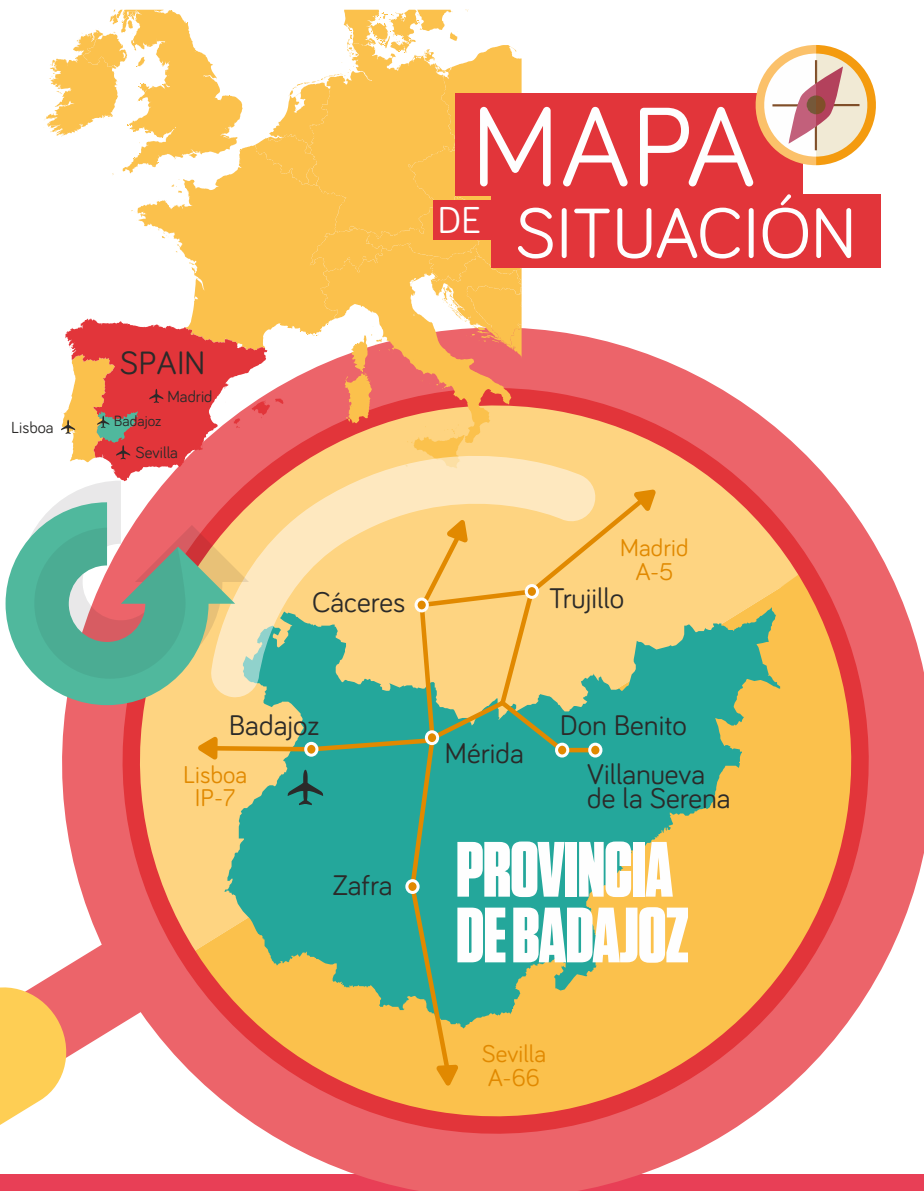 MAPA
DE SITUACIÓN
SPAIN
Madrid
Lisboa
Badajoz
Sevilla
Madrid
A-5
Cáceres
Trujillo
Badajoz
Don Benito
Mérida
Lisboa
IP-7
Villanueva
de la Serena
Zafra
PROVINCIA
DE BADAJOZ
Sevilla
A-66